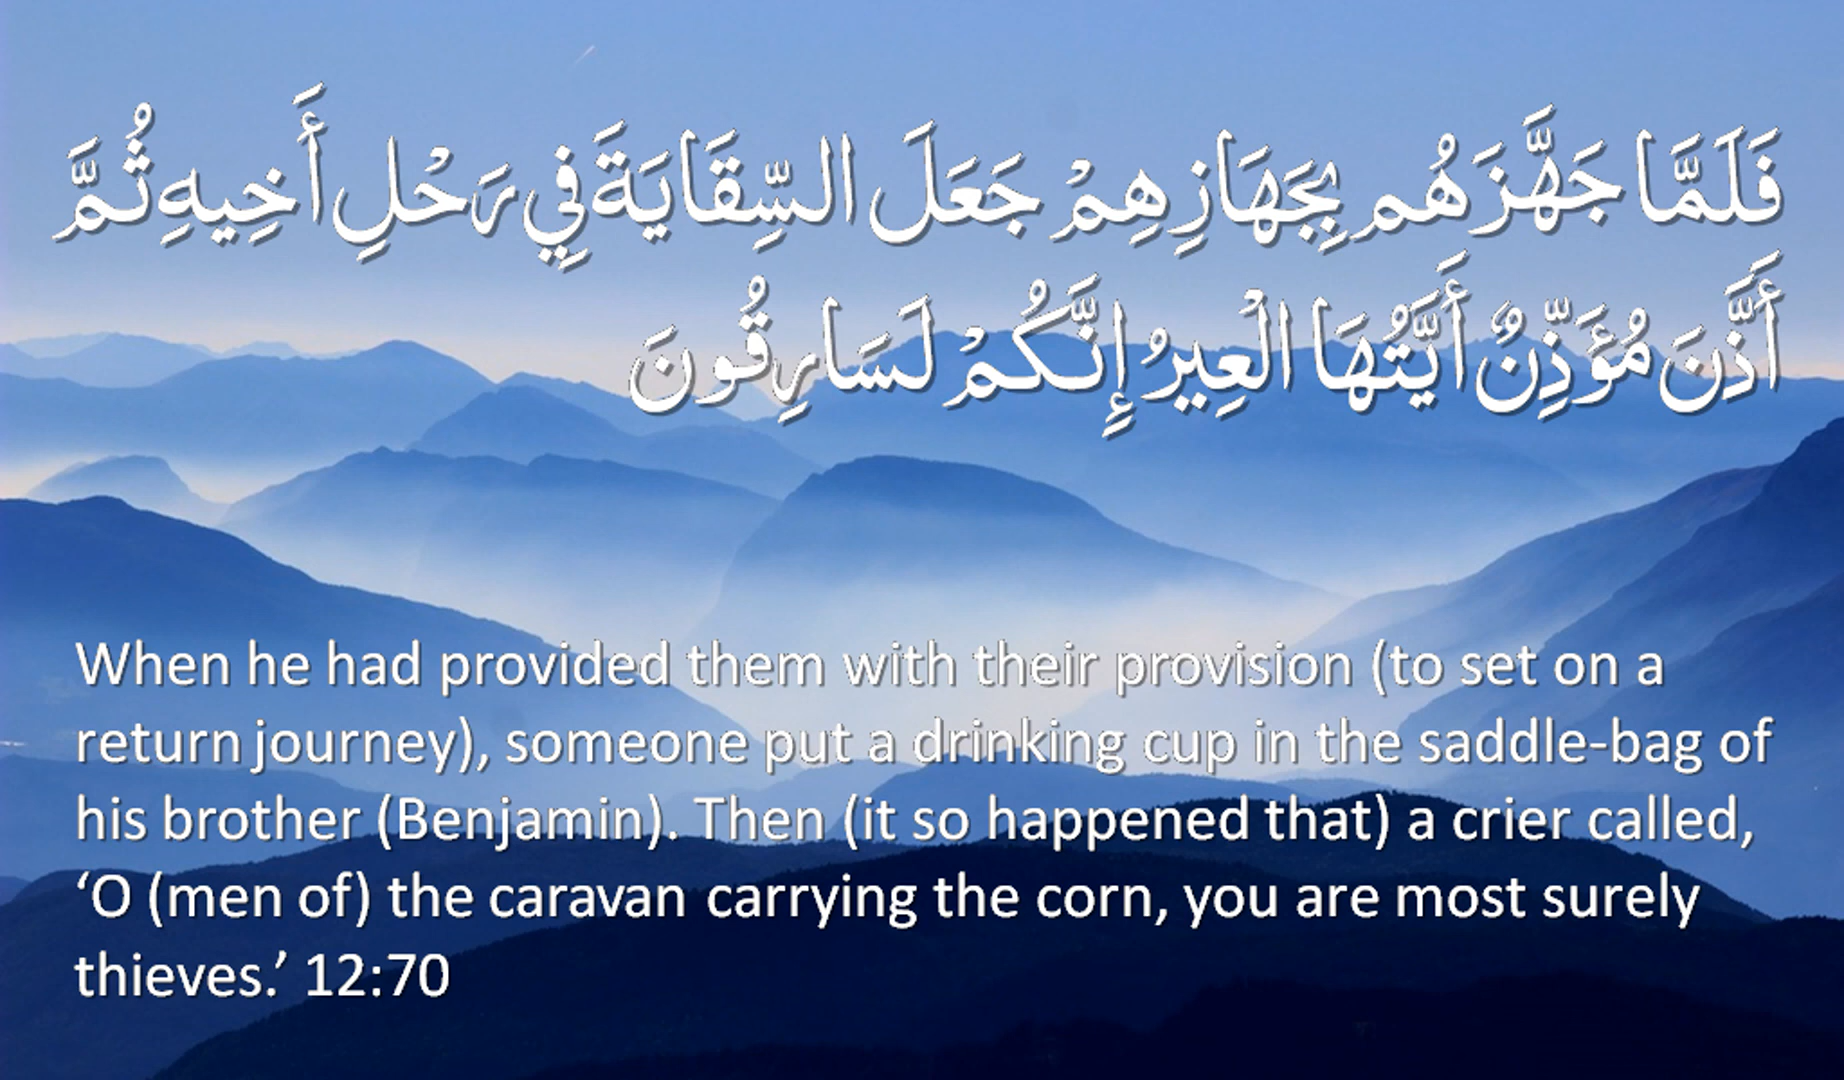 فَلَمَّا جَهَّزَهُم بِجَهَازِهِمْ جَعَلَ السِّقَايَةَ فِي رَحْلِ أَخِيهِ ثُمَّ
أَذَّنَ مُؤَذِّنٌ أَيَّتُهَا الْعِيرُ إِنَّكُمْ لَسَارِقُونَ
When he had provided them with their provision (to set on a
return journey), someone put a drinking cup in the saddle-bag of
his brother (Benjamin). Then (it so happened that) a crier called,
‘O (men of) the caravan carrying the corn, you are most surely
thieves.’ 12:70